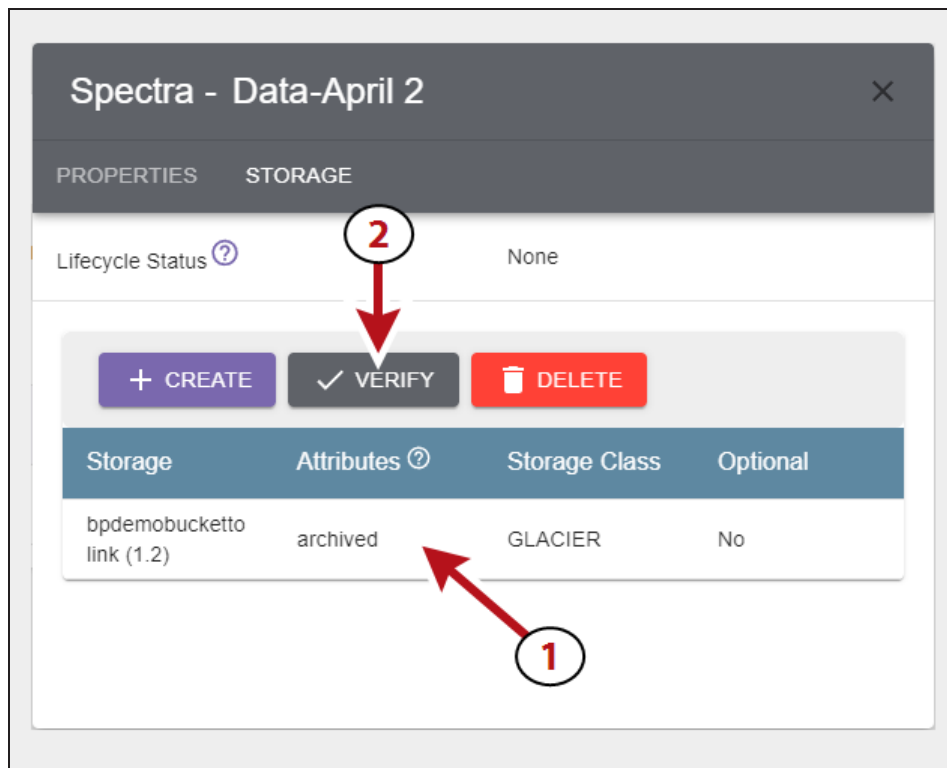 Spectra - Data-April 2
PROPERTIES STORAGE
2
Lifecycle Status ? None
+ CREATE ✓ VERIFY DELETE
Storage Attributes ? Storage Class Optional
bpdemobucketto
link (1.2) archived GLACIER No
1